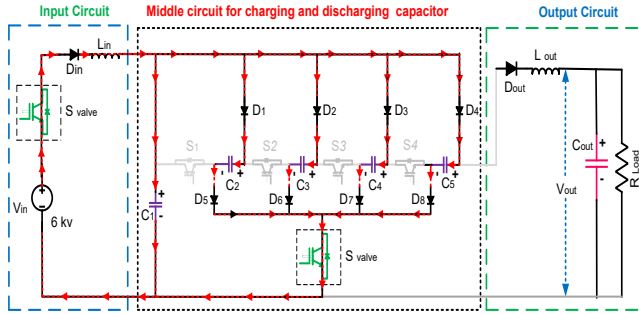 Input Circuit
Middle circuit for charging and discharging capacitor
Output Circuit
Lin
Din
S valve
Vin
6 kv
+
C1
-
D1
D2
D3
D4
S1
S2
S3
S4
- +
C2
- +
C3
- +
C4
- +
C5
D5
D6
D7
D8
S valve
L out
Dout
Cout
+
-
Vout
R Load